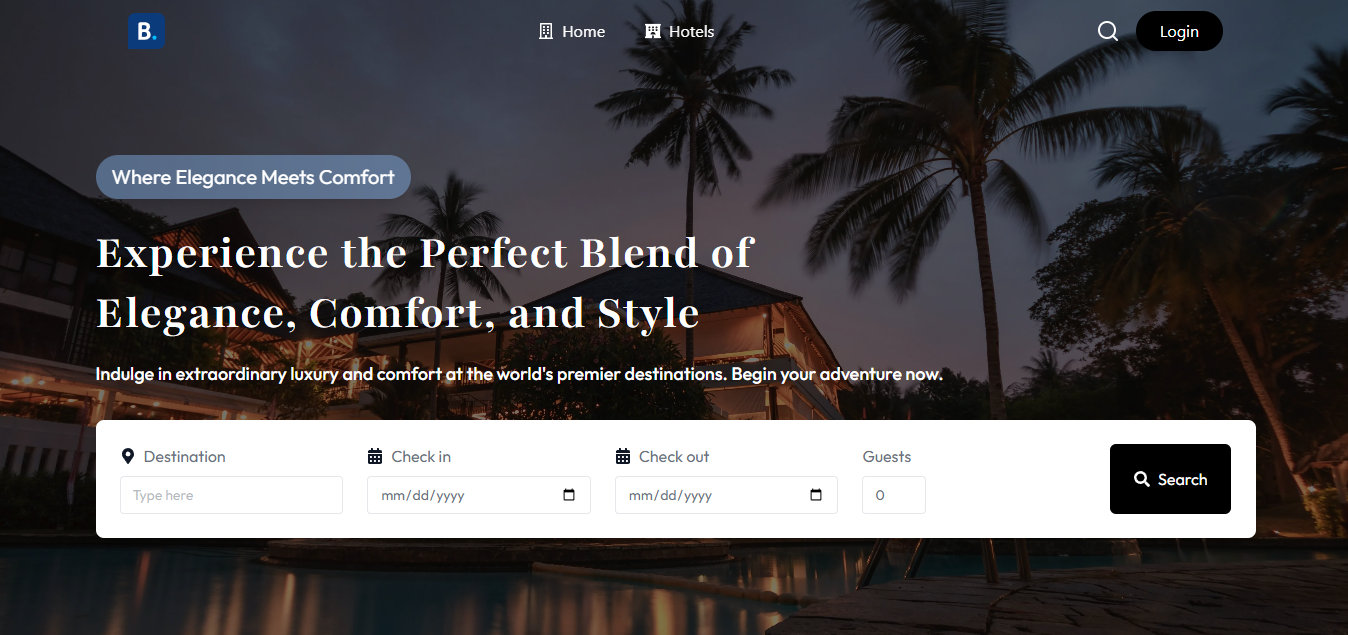 B.
Home
Hotels
Login
Where Elegance Meets Comfort
Experience the Perfect Blend of
Elegance, Comfort, and Style
Indulge in extraordinary luxury and comfort at the world's premier destinations. Begin your adventure now.
Destination
Check in
Check out
Guests
Type here
mm/dd/yyyy
mm/dd/yyyy
0
Search